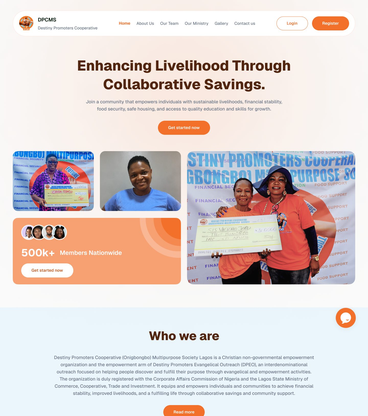 DPCMS
Destiny Promoters Cooperative
Home About Us Our Team Our Ministry Gallery Contact us
Login
Register
Enhancing Livelihood Through
Collaborative Savings.
Join a community that empowers individuals with sustainable livelihoods, financial stability,
food security, safe housing, and access to quality education and skills for growth.
Get started now
500k+ Members Nationwide
Get started now
Who we are
Destiny Promoters Cooperative (Origbongbo) Multipurpose Society Lagos is a Christian non-governmental empowerment
organization and the empowerment arm of Destiny Promoters Evangelical Outreach (DPEC), an interdenominational
outreach focused on helping people discover and fulfill their purpose through evangelical and empowerment activities.
The organization is duly registered with the Corporate Affairs Commission of Nigeria and the Lagos State Ministry of
Commerce, Cooperative, Trade and Investment. It equips and empowers individuals and communities to achieve financial
stability, improved livelihoods, and a fulfilling life through collaborative savings and community support.
Read more